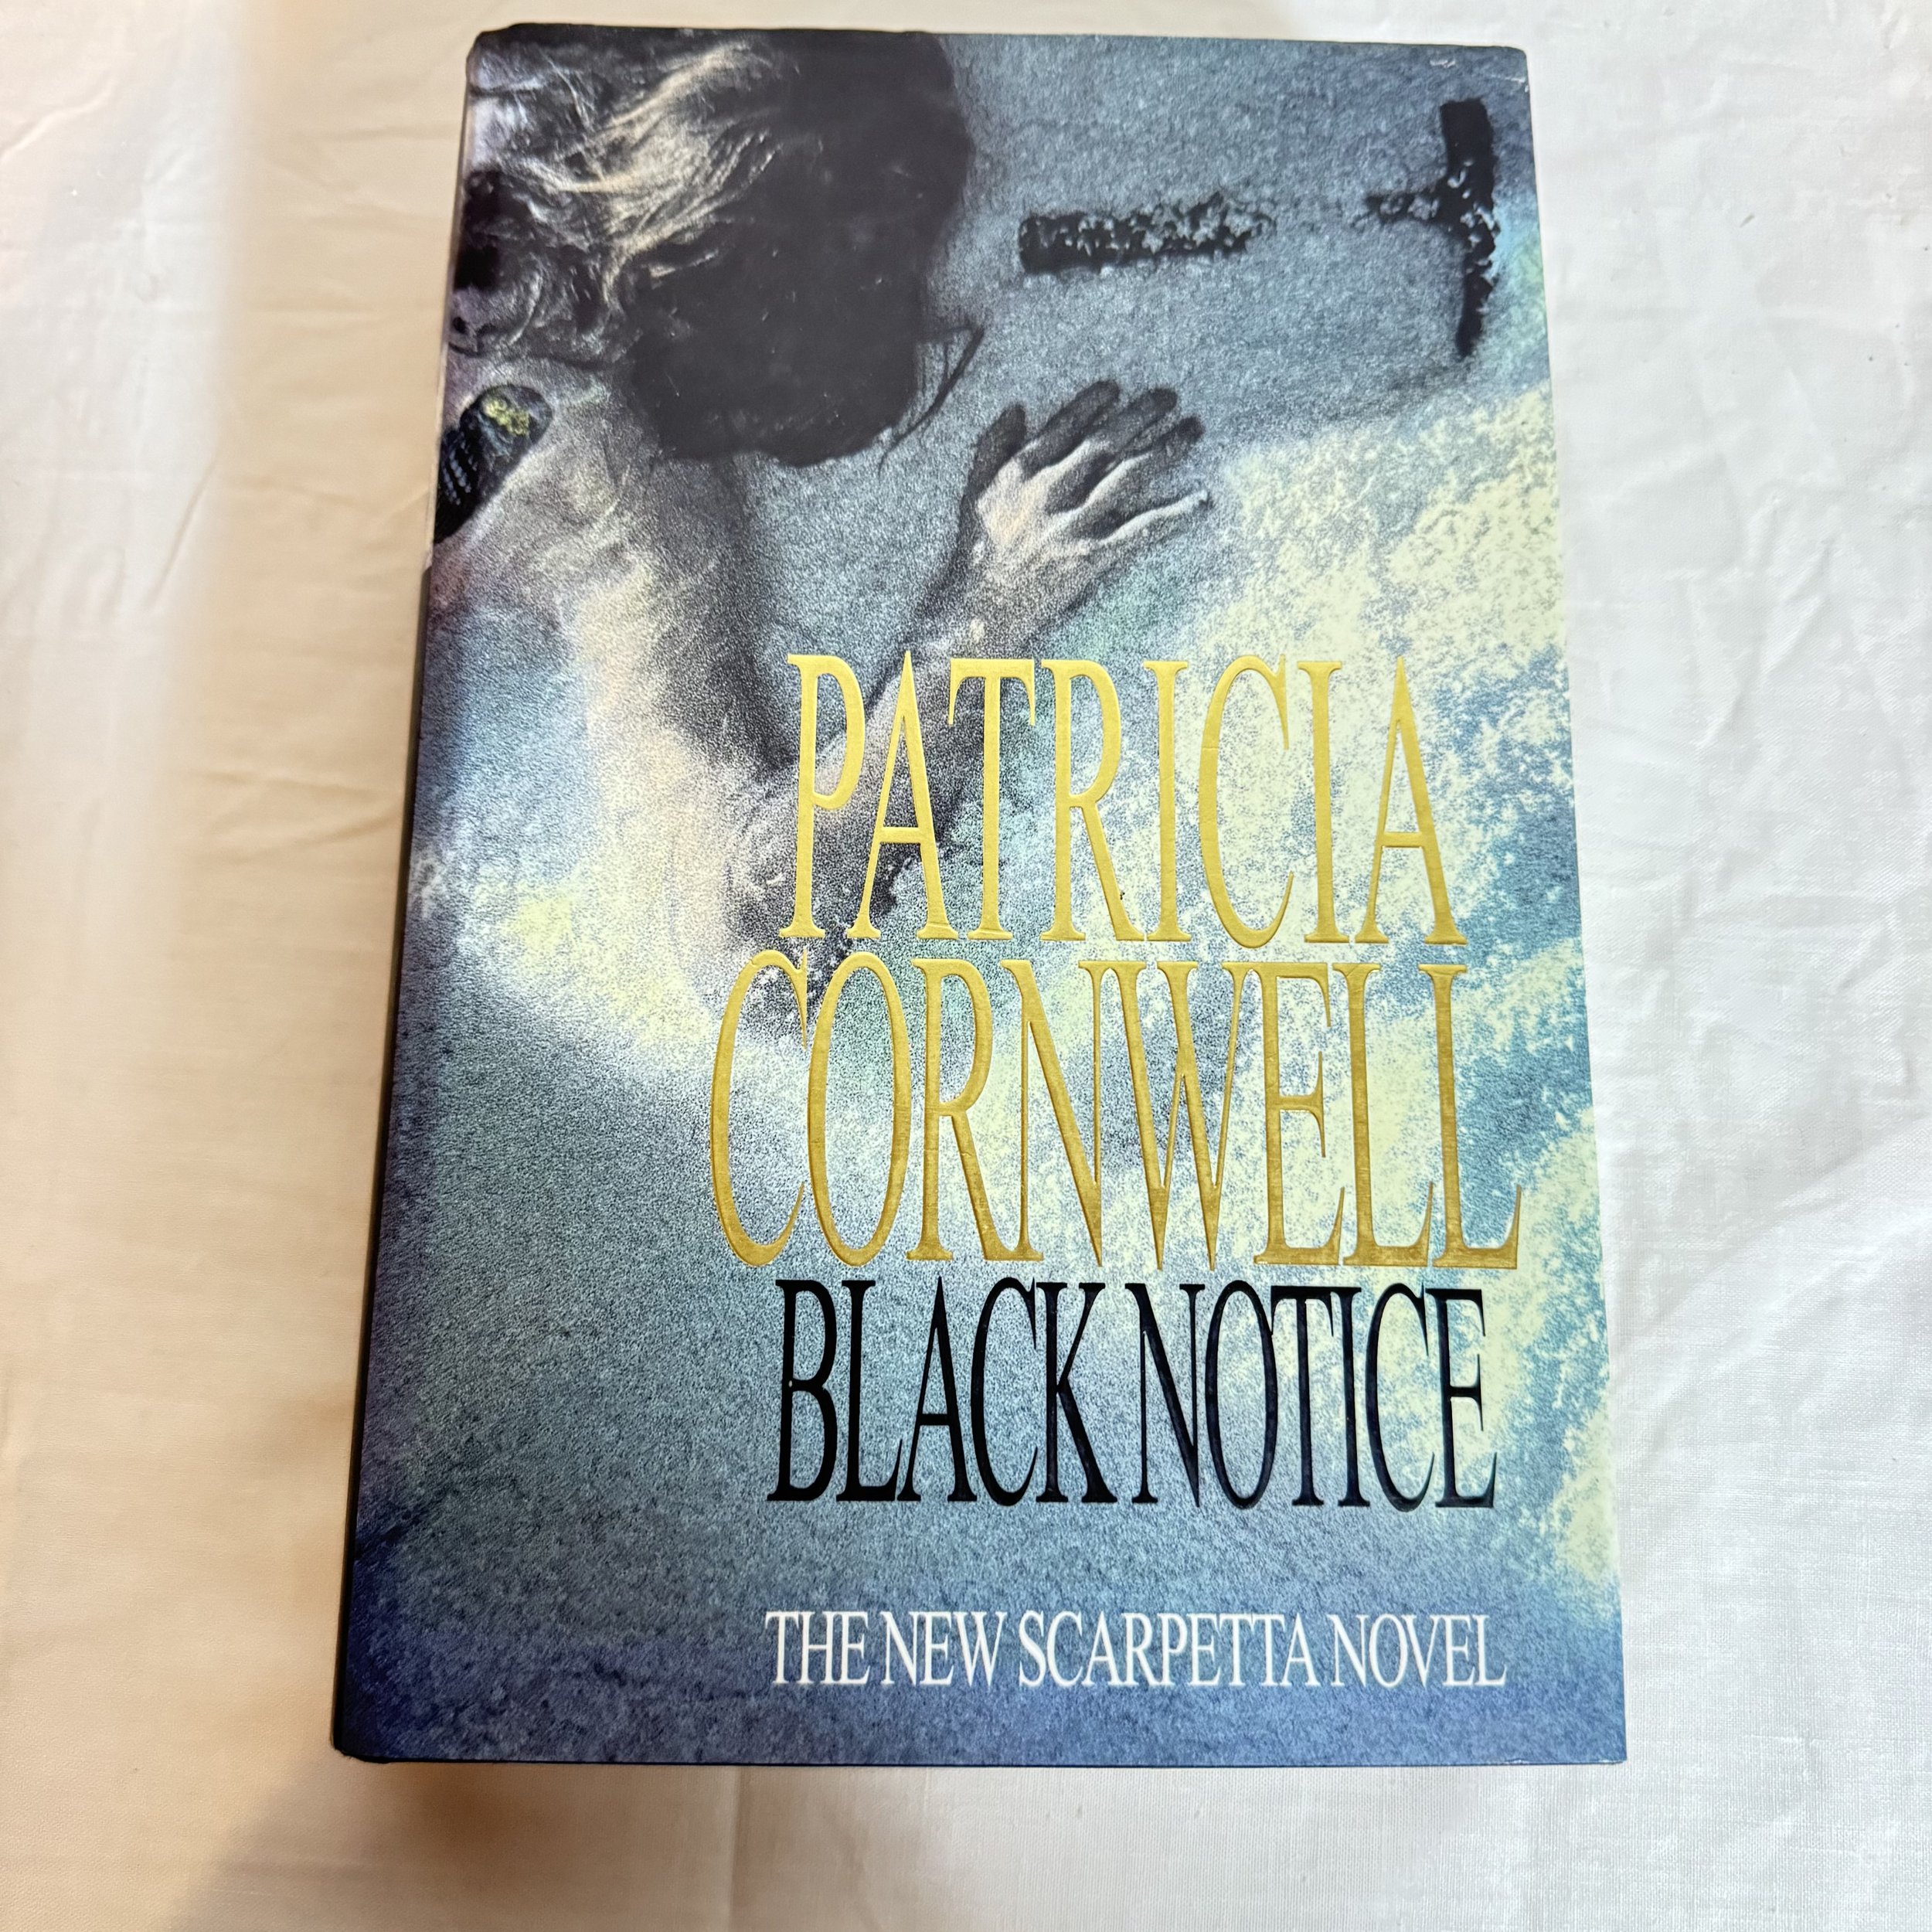 PATRICIA
CORNWELL
BLACK NOTICE
THE NEW SCARPETTA NOVEL